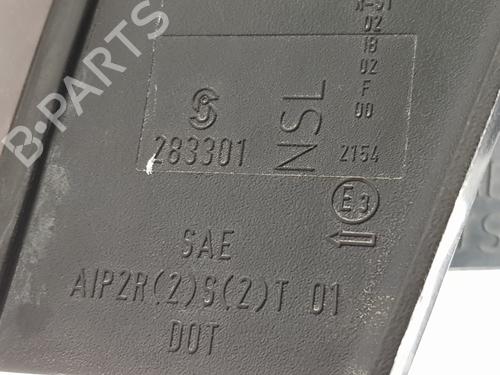 B-PARTS
02
18
02
F
00
283301
NSL
2154
E3
SAE
AIP2R(2)S(2)T 01
DOT